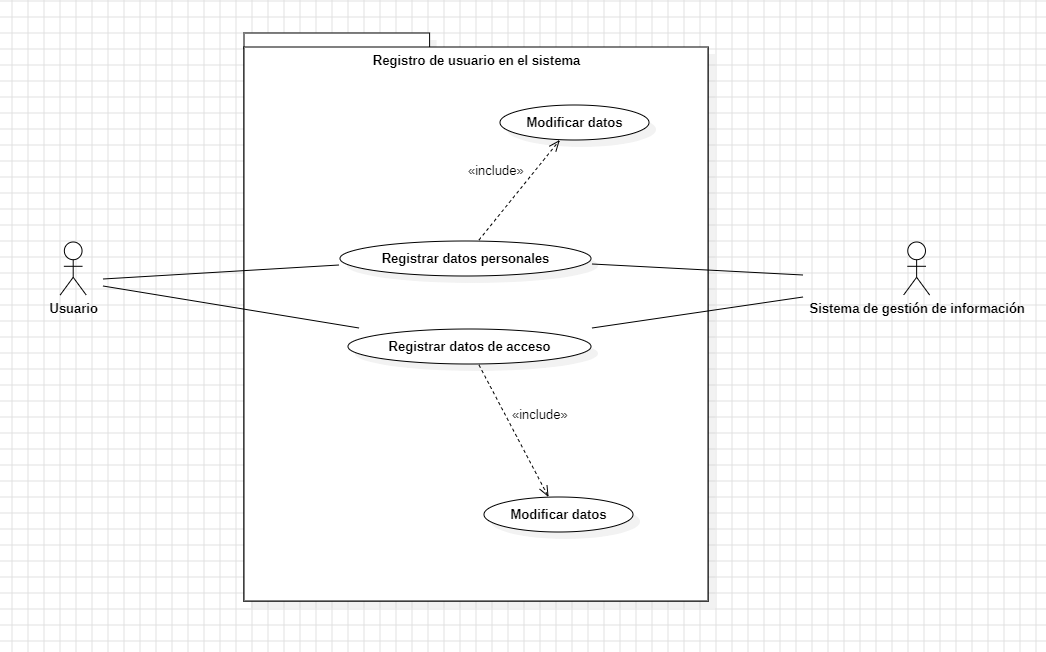 Registro de usuario en el sistema
Modificar datos
«include»
Registrar datos personales
Usuario
Sistema de gestión de información
Registrar datos de acceso
«include»
Modificar datos